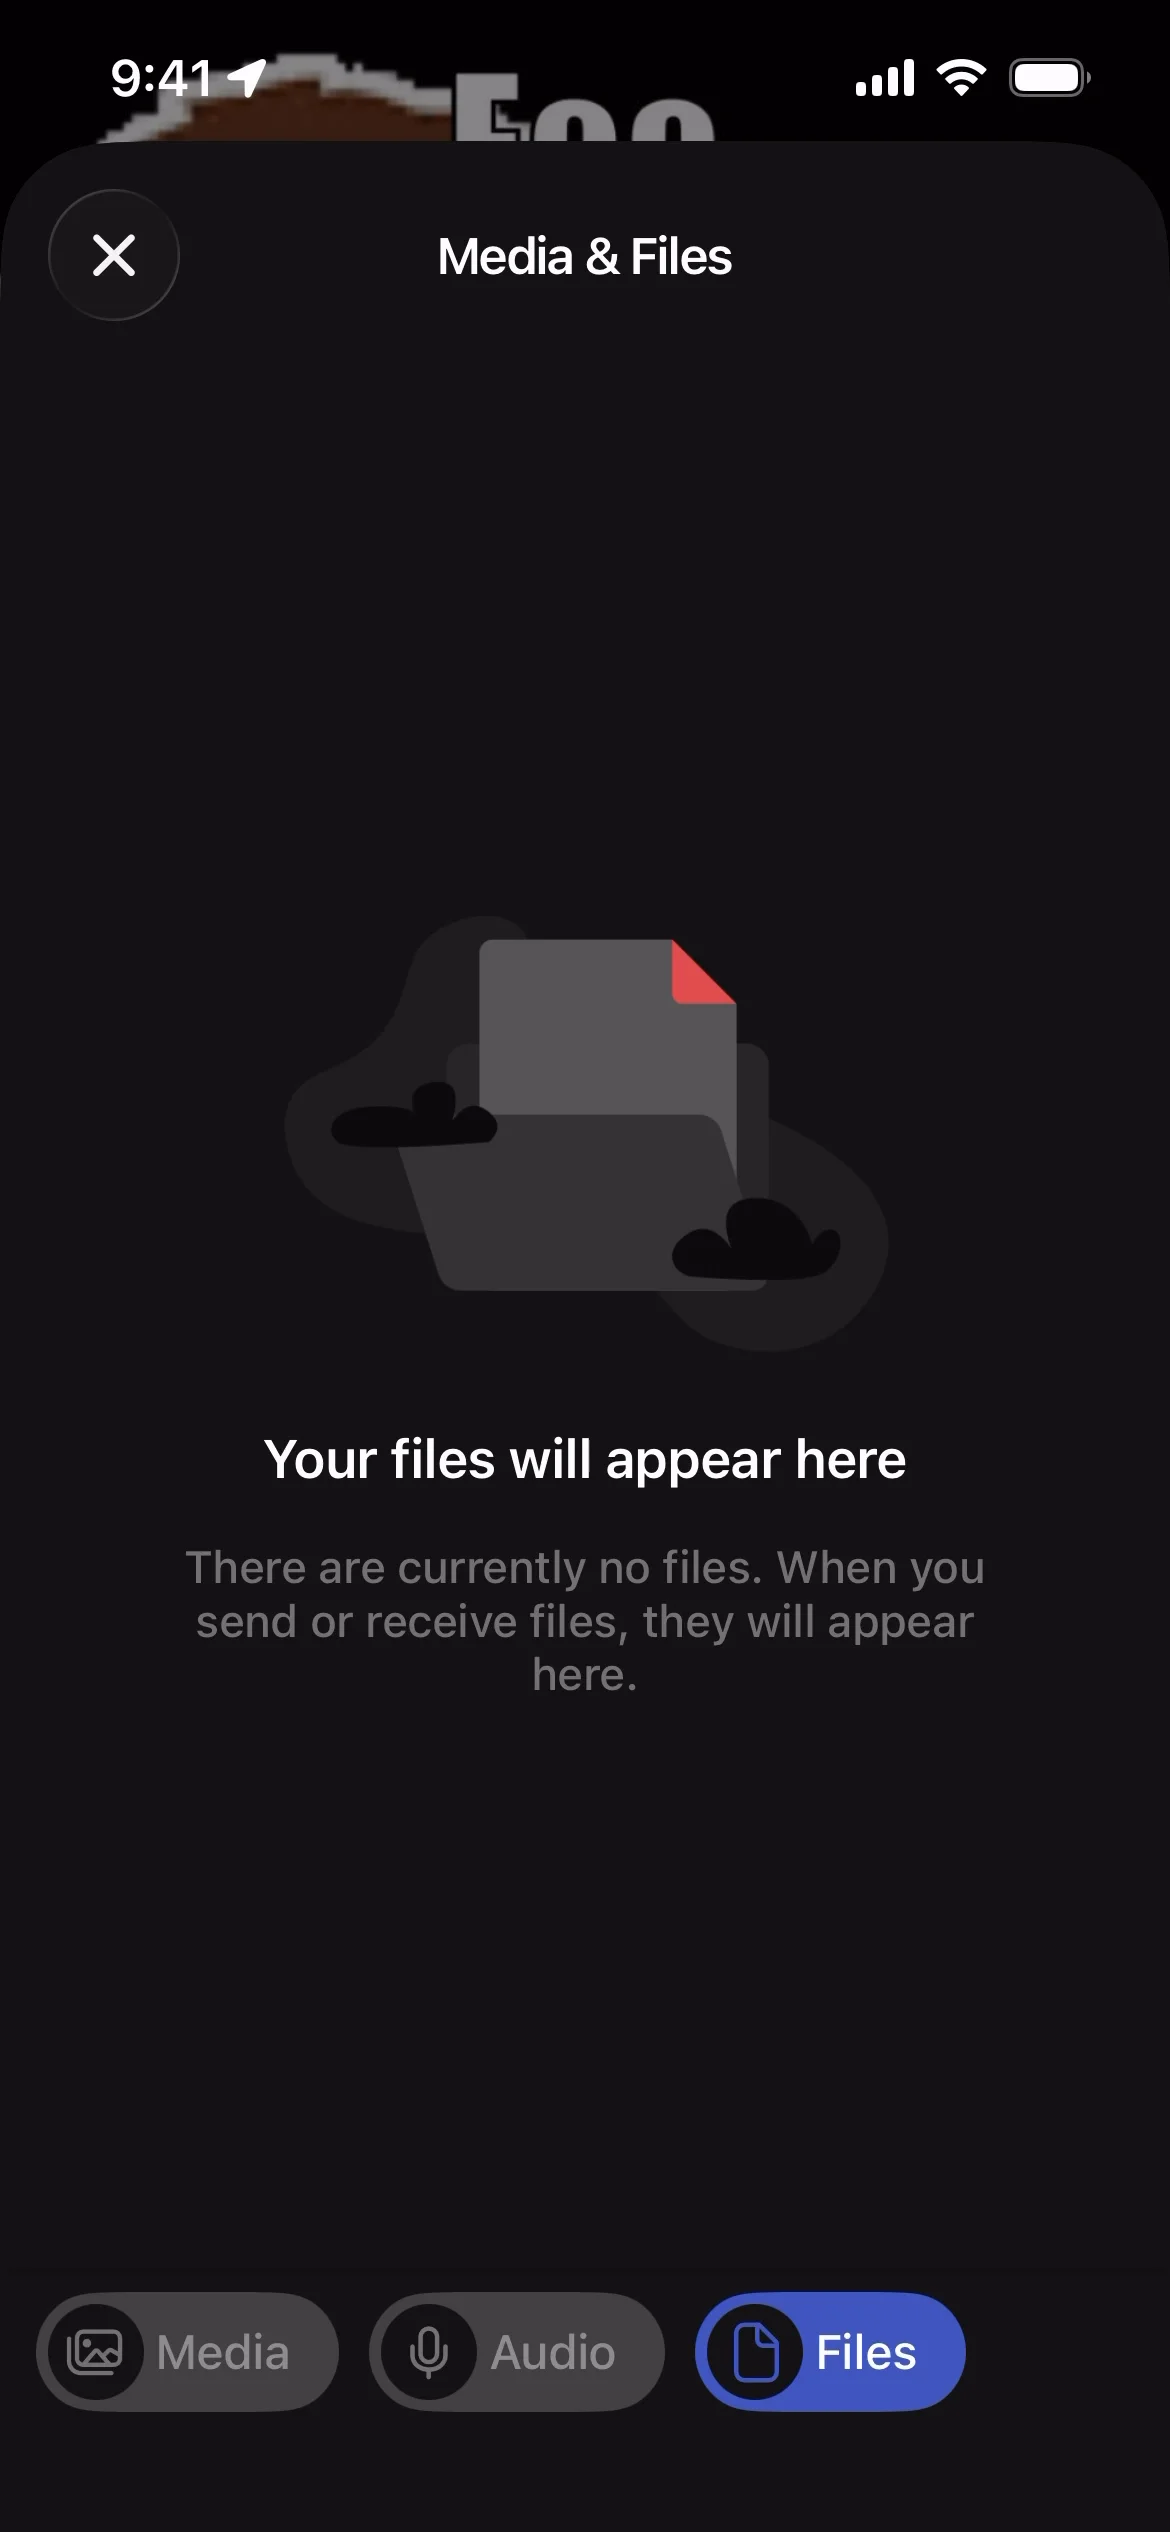 9:41
Media & Files
Your files will appear here
There are currently no files. When you
send or receive files, they will appear
here.
Media
Audio
Files